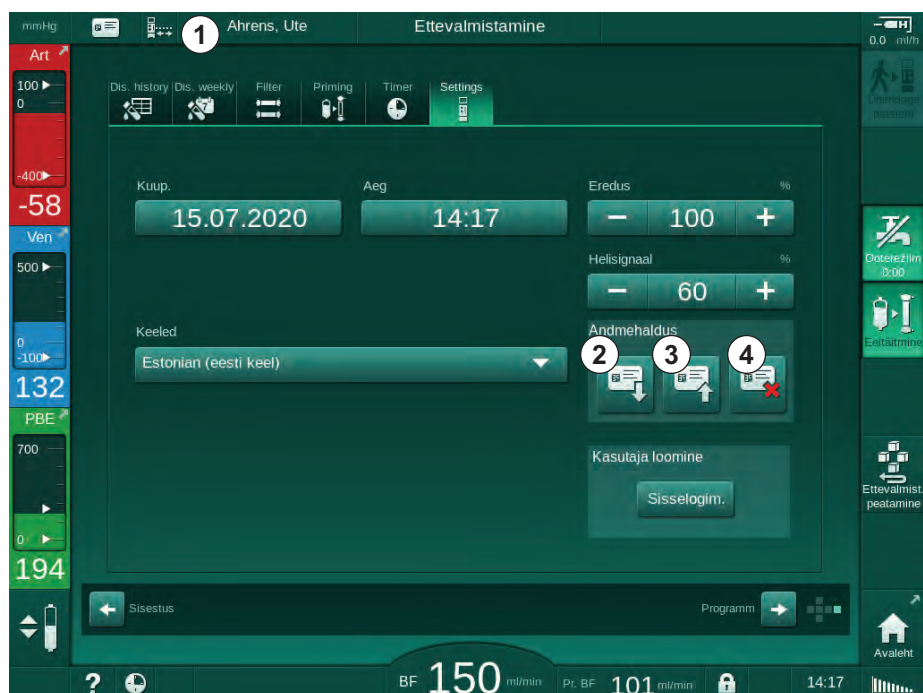 mmHg
1
Ahrens, Ute
Ettevalmistamine
0.0 ml/h
Art
100
0
-400
-58
Ven
500
0
-100
132
PBE
700
0
194
Dis. history
Dis. weekly
Filter
Priming
Timer
Settings
Kuup.
Aeg
Eredus
%
15.07.2020
14:17
100
Helisignaal
%
60
Keeled
Estonian (eesti keel)
Andmehaldus
2
3
4
Kasutaja loomine
Sisselogim.
Sisestus
Programm
0:00
Eeltäitmine
Ettevalmist.
peatamine
Avaleht
?
BF 150 ml/min
Pt. BF 101 ml/min
14:17